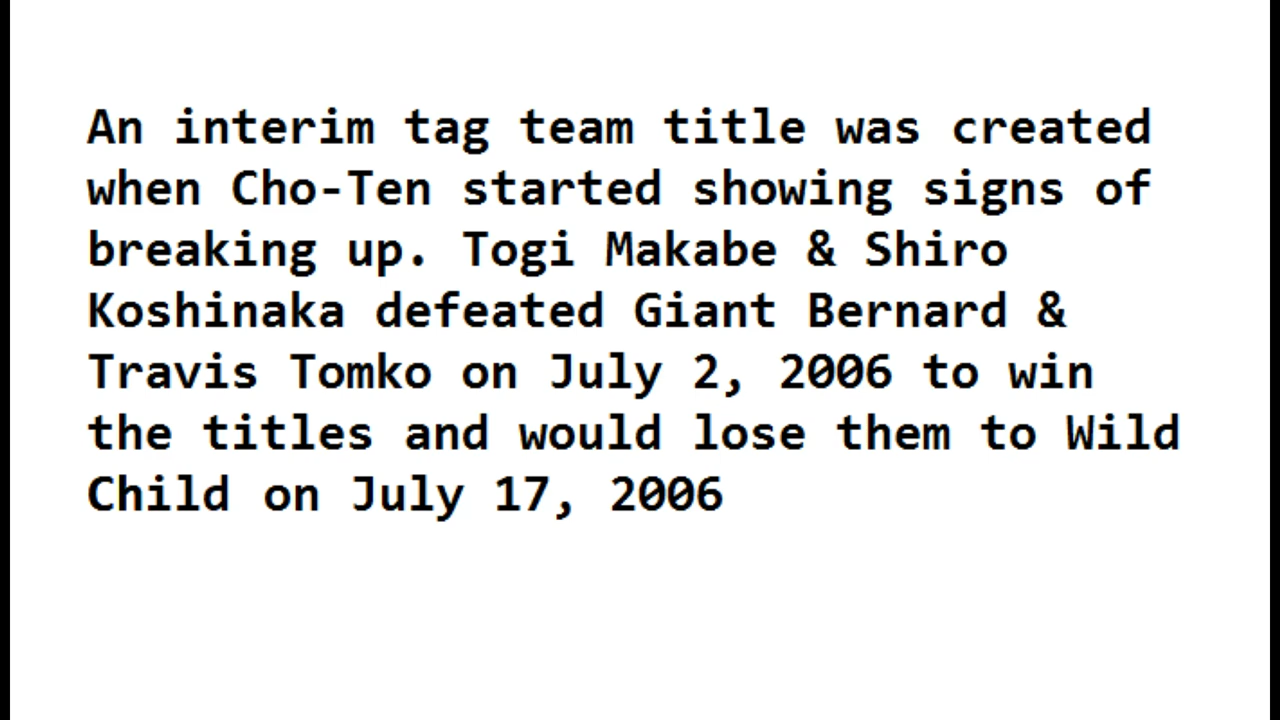 An interim tag team title was created
when Cho-Ten started showing signs of
breaking up. Togi Makabe & Shiro
Koshinaka defeated Giant Bernard &
Travis Tomko on July 2, 2006 to win
the titles and would lose them to Wild
Child on July 17, 2006